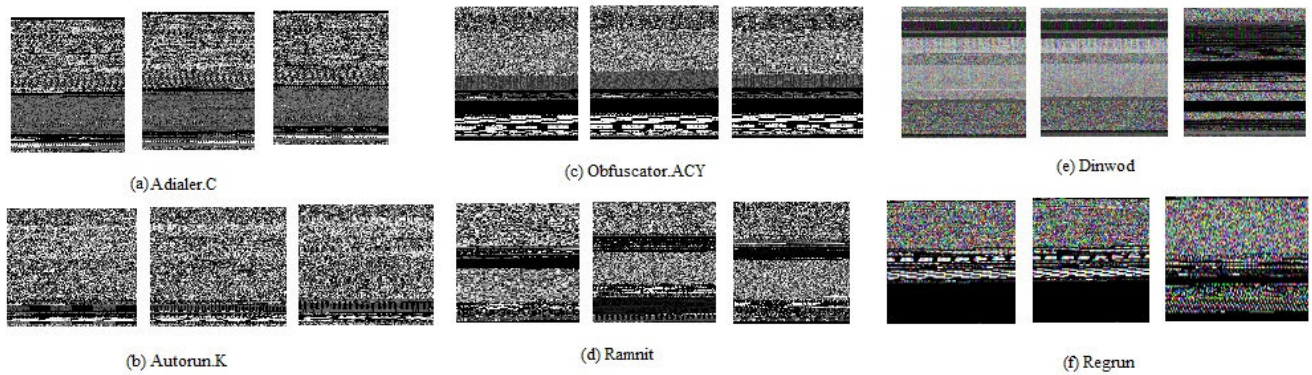 (a) Adialer.C
(c) Obfuscator.ACY
(e) Dinwod
(b) Autorun.K
(d) Ramnit
(f) Regrun